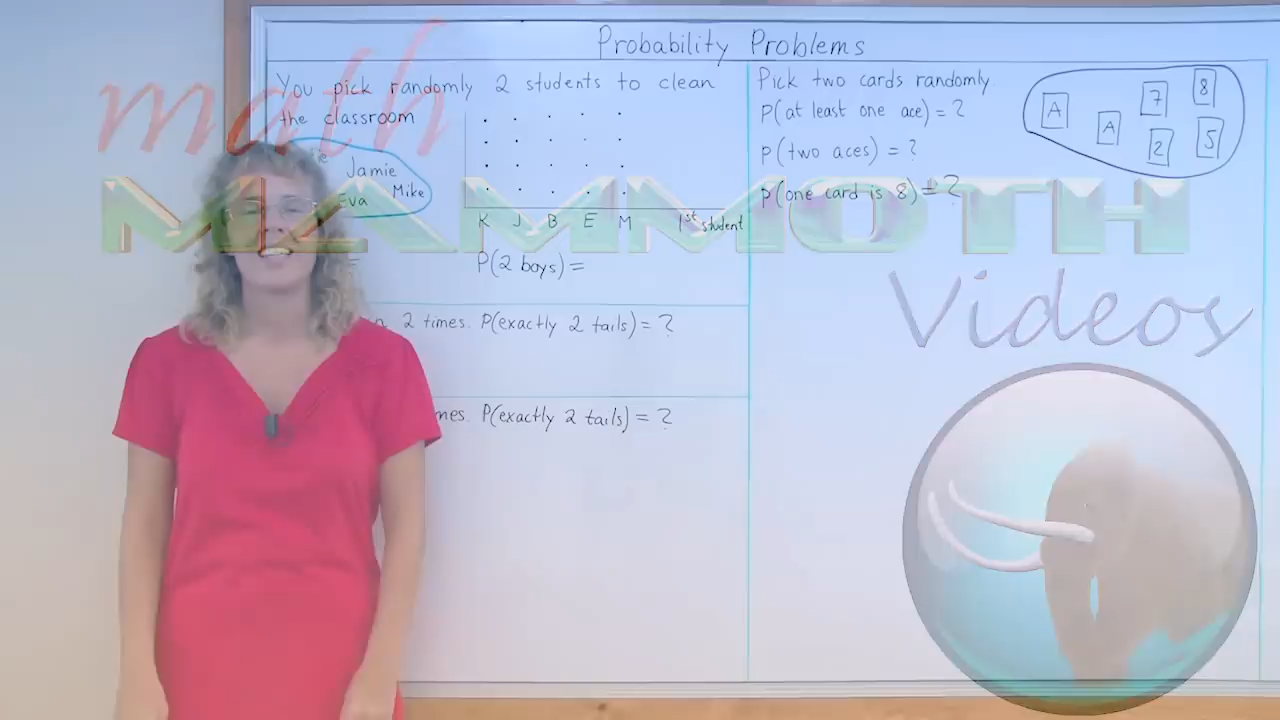 Probability Problems
You pick randomly 2 students to clean
the classroom
Jamie
Mike
Eva
K J B E M 1st student
P(2 boys) =
2 times. P(exactly 2 tails) = ?
P(exactly 2 tails) = ?
Pick two cards randomly.
P(at least one ace) = ?
P(two aces) = ?
P(one card is 8) = ?
A A 7 8
2 5
math
MAMMOTH
Videos